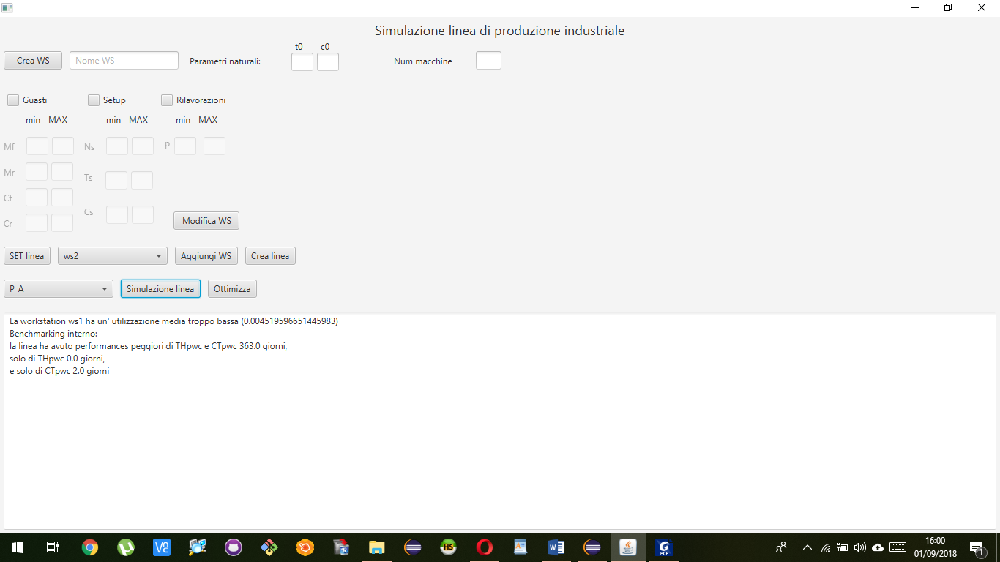 Simulazione linea di produzione industriale
t0 c0
Crea WS Nome WS Parametri naturali: Num macchine
Guasti Setup Rilavorazioni
min MAX min MAX min MAX
Mf Ns p
Mr Ts
Cf
Cs
Cr Modifica WS
SET linea ws2 Aggiungi WS Crea linea
P_A Simulazione linea Ottimizza
La workstation ws1 ha un' utilizzazione media troppo bassa (0.004519596651445983)
Benchmarking interno:
la linea ha avuto performances peggiori di THpwc e CTpwc 363.0 giorni,
solo di THpwc 0.0 giorni,
e solo di CTpwc 2.0 giorni
HS
PDF
16:00
01/09/2018
1